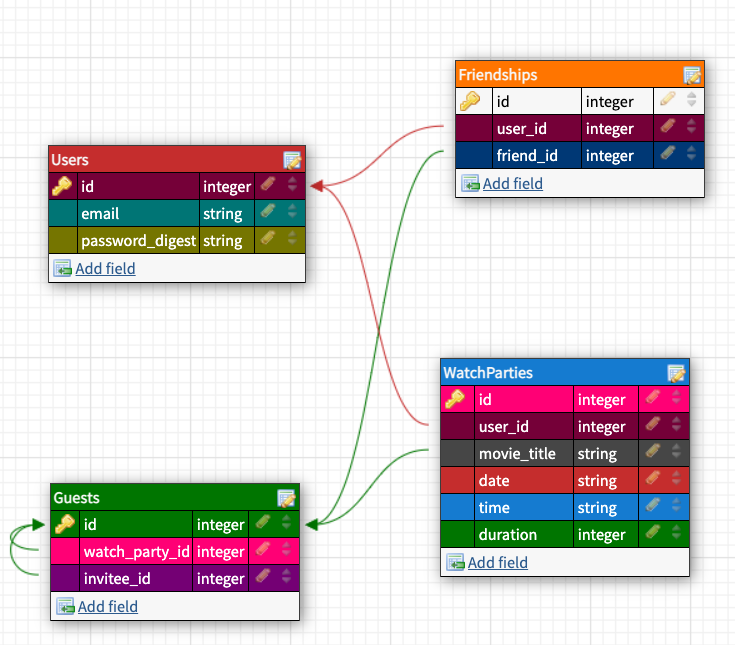 Friendships
id integer
user_id integer
friend_id integer
Add field
Users
id integer
email string
password_digest string
Add field
WatchParties
id integer
user_id integer
movie_title string
date string
time string
duration integer
Add field
Guests
id integer
watch_party_id integer
invitee_id integer
Add field